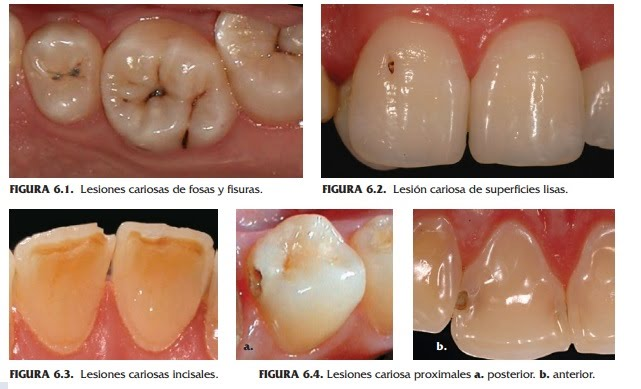 FIGURA 6.1. Lesiones cariosas de fosas y fisuras.
FIGURA 6.2. Lesión cariosa de superficies lisas.
a.
b.
FIGURA 6.3. Lesiones cariosas incisales.
FIGURA 6.4. Lesiones cariosa proximales a. posterior. b. anterior.